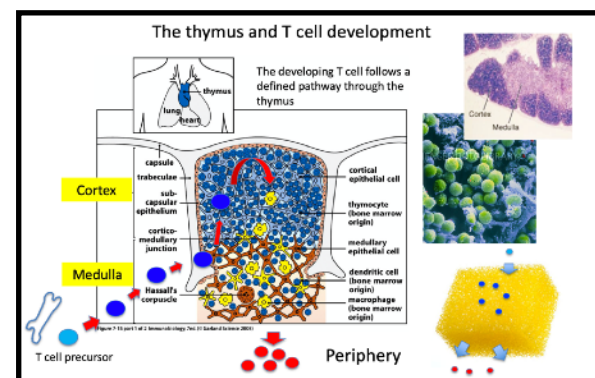 The thymus and T cell development
The developing T cell follows a
defined pathway through the
thymus
thymus
lung
heart
Cortex
Medulla
capsule
trabeculae
sub-
capsular
epithelium
cortico-
medullary
junction
Hassall's
corpuscle
cortical
epithelial cell
thymocyte
(bone marrow
origin)
medullary
epithelial cell
dendritic cell
(bone marrow
origin)
macrophage
(bone marrow
origin)
Cortex
Medulla
T cell precursor
Periphery